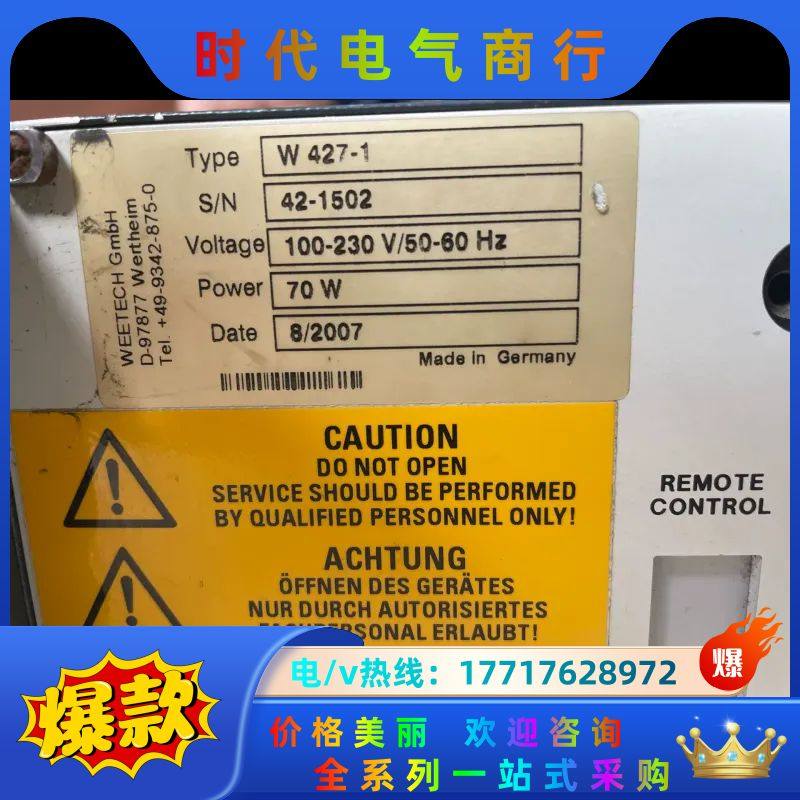 时代电气商行
WEETECH GmbH
D-97877 Wertheim
Tel. +49-9342-875-0
Type W 427-1
S/N 42-1502
Voltage 100-230 V/50-60 Hz
Power 70 W
Date 8/2007
Made in Germany
CAUTION
DO NOT OPEN
SERVICE SHOULD BE PERFORMED
BY QUALIFIED PERSONNEL ONLY!
ACHTUNG
ÖFFNEN DES GERÄTES
NUR DURCH AUTORISIERTES
FACHPERSONAL ERLAUBT!
REMOTE
CONTROL
电/v热线：17717628972
爆
爆款
价格美丽 欢迎咨询
全系列一站式采购